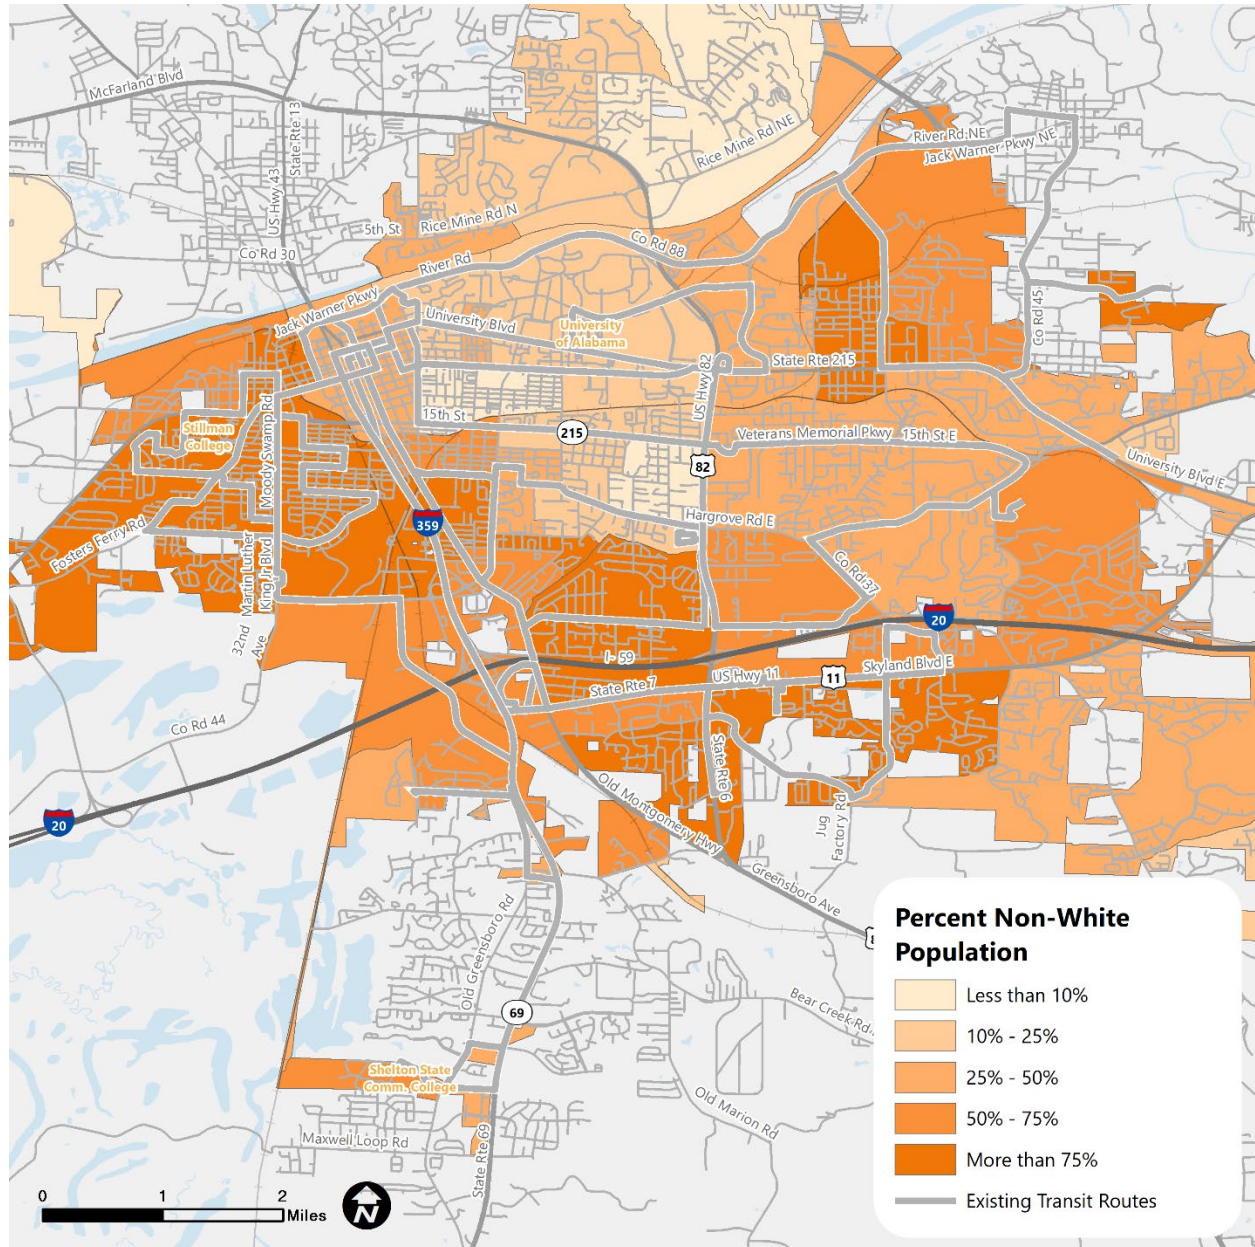 McFarland Blvd
State Rte 13
US Hwy 43
Rice Mine Rd NE
River Rd NE
Jack Warner Pkwy NE
5th St
Rice Mine Rd N
Co Rd 30
River Rd
Co Rd 88
Jack Warner Pkwy
University Blvd
University
of Alabama
US Hwy 82
State Rte 215
Co Rd 45
15th St
215
Veterans Memorial Pkwy
15th St E
82
University Blvd E
Stillman
College
Moody Swamp Rd
Hargrove Rd E
359
Fosters Ferry Rd
Martin Luther
King Jr Blvd
Co Rd 37
32nd
Ave
20
I- 59
Skyland Blvd E
State Rte 7
US Hwy 11
11
Co Rd 44
State Rte 6
20
Old Montgomery Hwy
Jug
Factory Rd
Greensboro Ave
Old Greensboro Rd
69
Bear Creek Rd
Shelton State
Comm. College
Old Marion Rd
Maxwell Loop Rd
State Rte 69
Percent Non-White
Population
Less than 10%
10% - 25%
25% - 50%
50% - 75%
More than 75%
Existing Transit Routes
0 1 2
Miles
N